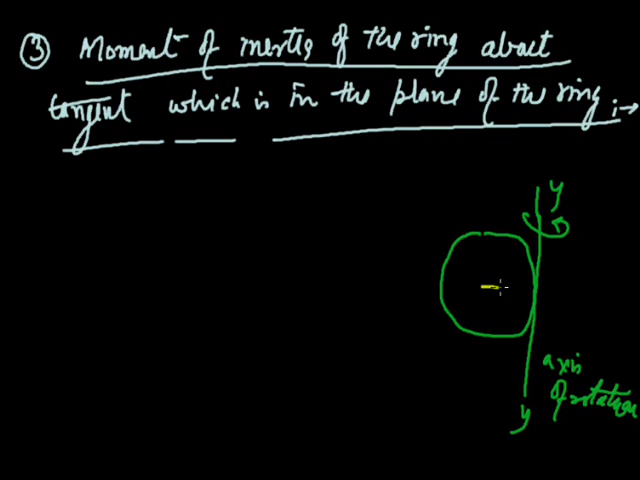 ③ Moment of inertia of the ring about
tangent which is in the plane of the ring :→
y
axis
of rotation
y